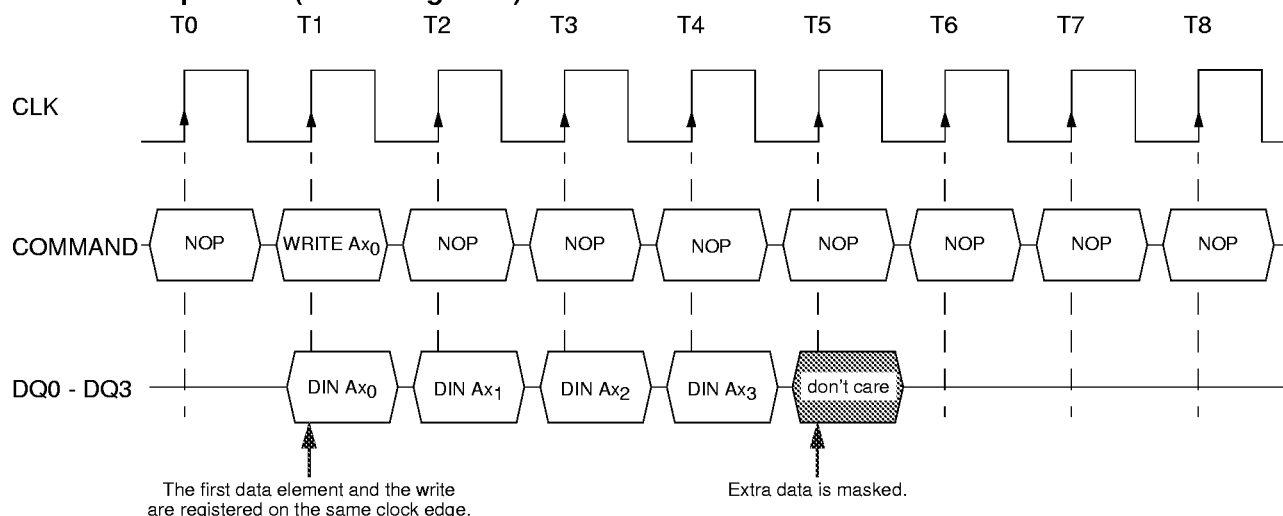 T0 T1 T2 T3 T4 T5 T6 T7 T8
CLK
COMMAND NOP WRITE Ax0 NOP NOP NOP NOP NOP NOP NOP
DQ0 - DQ3 DIN Ax0 DIN Ax1 DIN Ax2 DIN Ax3 don't care
The first data element and the write
are registered on the same clock edge.
Extra data is masked.